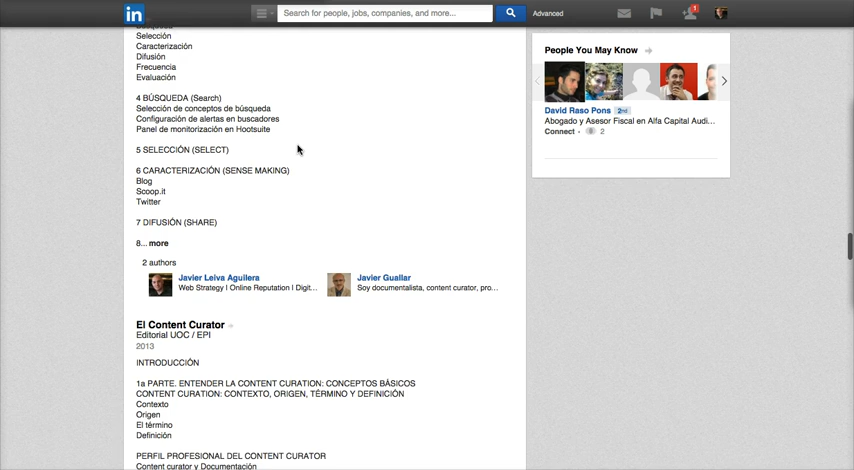 in
Search for people, jobs, companies, and more...
Advanced
1
Búsqueda
Selección
Caracterización
Difusión
Frecuencia
Evaluación
4 BÚSQUEDA (Search)
Selección de conceptos de búsqueda
Configuración de alertas en buscadores
Panel de monitorización en Hootsuite
5 SELECCIÓN (SELECT)
6 CARACTERIZACIÓN (SENSE MAKING)
Blog
Scoop.it
Twitter
7 DIFUSIÓN (SHARE)
8... more
2 authors
Javier Leiva Aguilera
Web Strategy I Online Reputation I Digit...
Javier Guallar
Soy documentalista, content curator, pro...
El Content Curator
Editorial UOC / EPI
2013
INTRODUCCIÓN
1a PARTE. ENTENDER LA CONTENT CURATION: CONCEPTOS BÁSICOS
CONTENT CURATION: CONTEXTO, ORIGEN, TÉRMINO Y DEFINICIÓN
Contexto
Origen
El término
Definición
PERFIL PROFESIONAL DEL CONTENT CURATOR
Content curator y Documentación
People You May Know
David Raso Pons 2nd
Abogado y Asesor Fiscal en Alfa Capital Audi...
Connect · 2